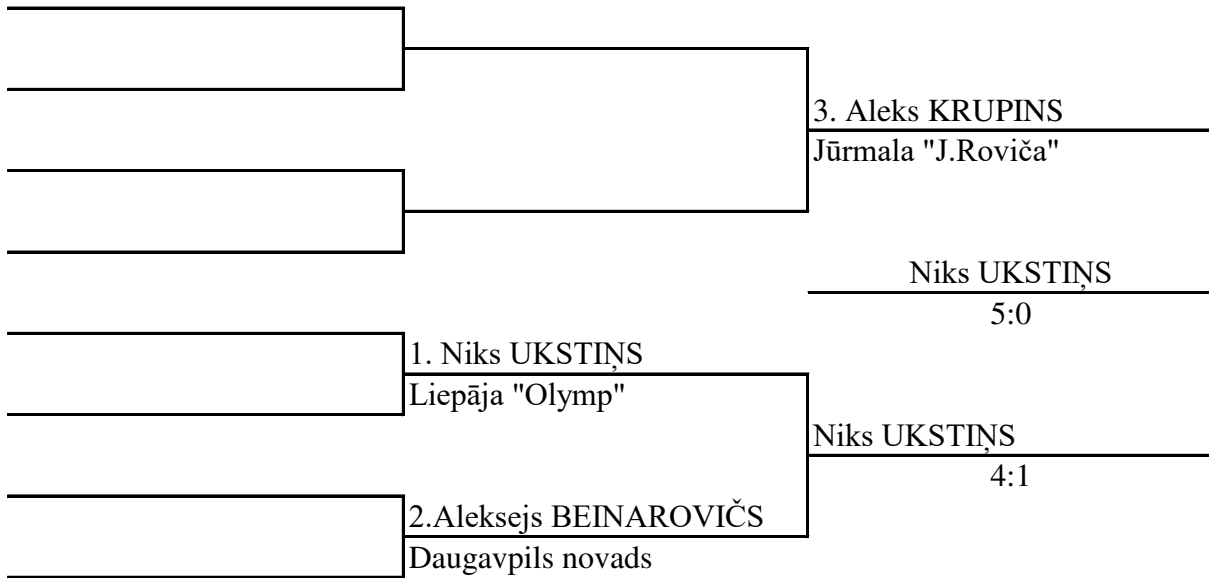 3. Aleks KRUPINS
Jūrmala "J.Roviča"
Niks UKSTIŅS
5:0
1. Niks UKSTIŅS
Liepāja "Olymp"
Niks UKSTIŅS
4:1
2.Aleksejs BEINAROVIČS
Daugavpils novads